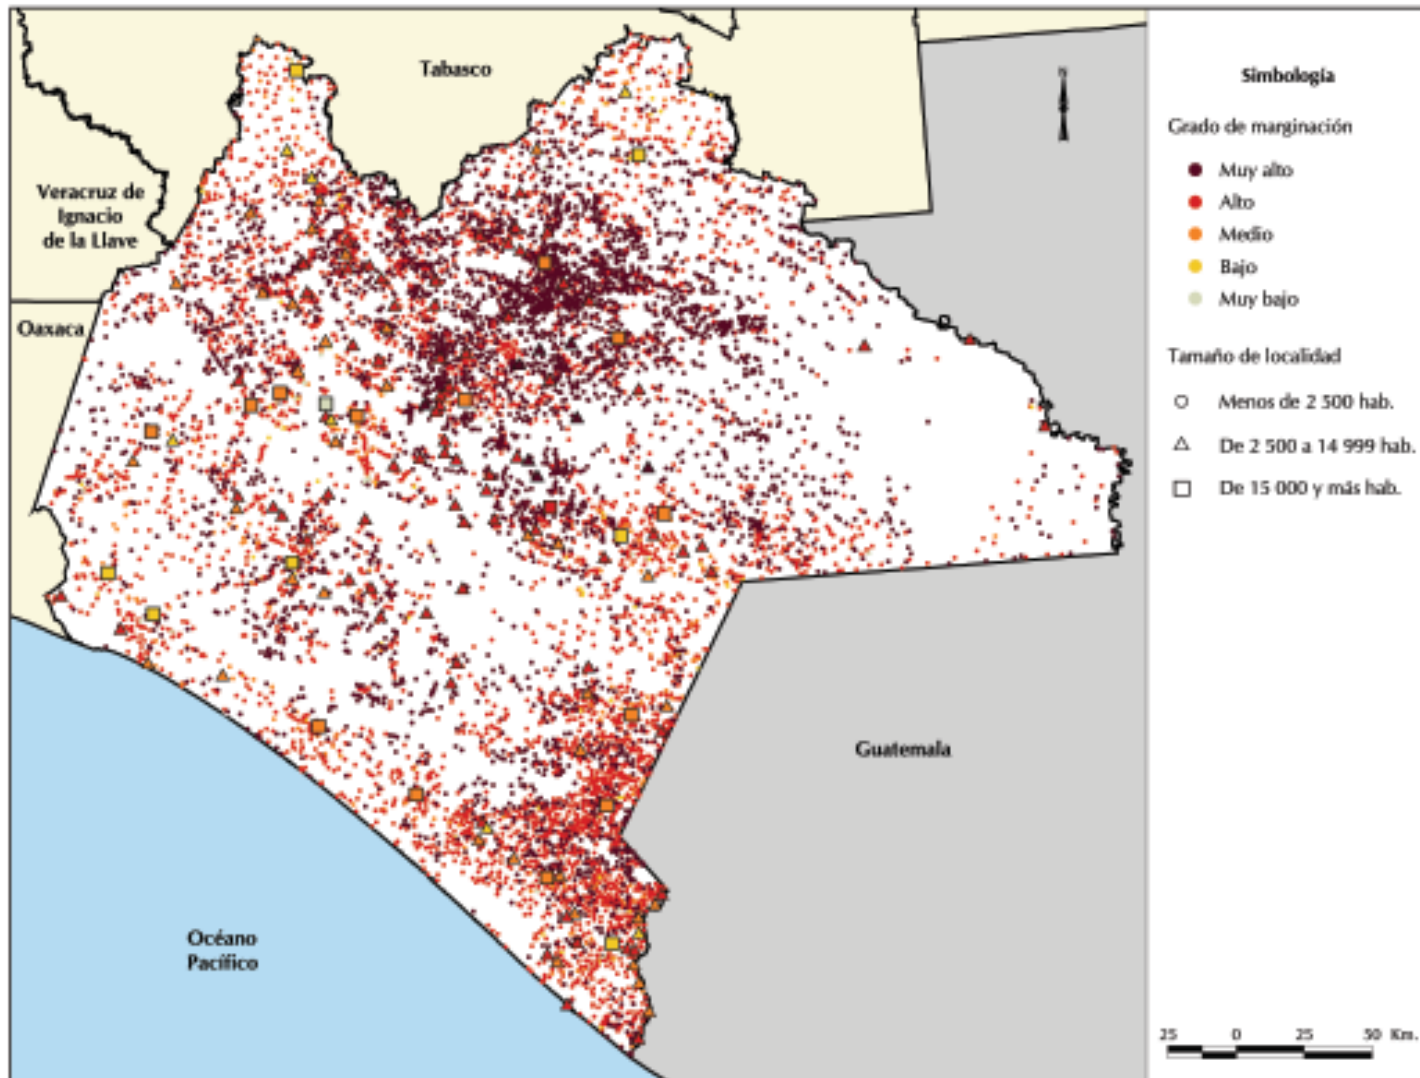 Tabasco
Veracruz de
Ignacio
de la Llave
Oaxaca
Guatemala
Océano
Pacífico
N
Simbología
Grado de marginación
Muy alto
Alto
Medio
Bajo
Muy bajo
Tamaño de localidad
Menos de 2 500 hab.
De 2 500 a 14 999 hab.
De 15 000 y más hab.
25 0 25 50 Km.